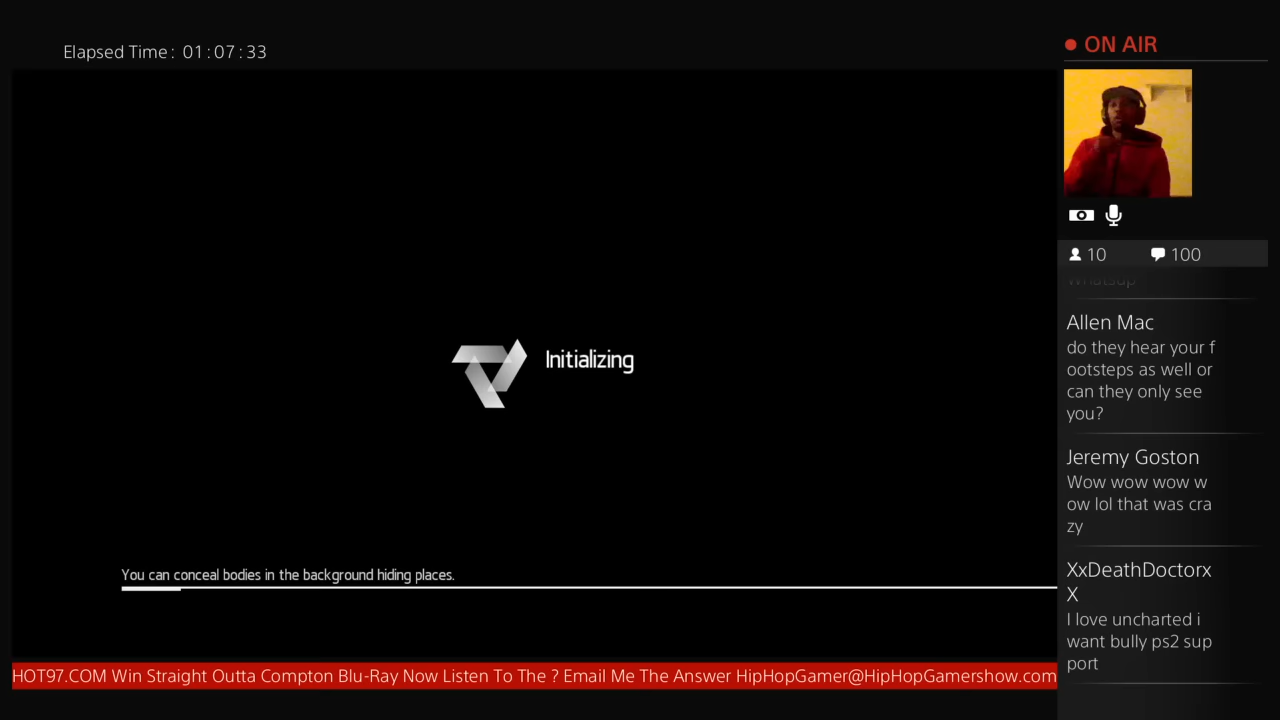 Elapsed Time: 01:07:33
ON AIR
10 100
Whatsup
Allen Mac
do they hear your f
ootsteps as well or
can they only see
you?
Jeremy Goston
Wow wow wow w
ow lol that was cra
zy
XxDeathDoctorx
X
I love uncharted i
want bully ps2 sup
port
Initializing
You can conceal bodies in the background hiding places.
HOT97.COM Win Straight Outta Compton Blu-Ray Now Listen To The ? Email Me The Answer HipHopGamer@HipHopGamershow.com